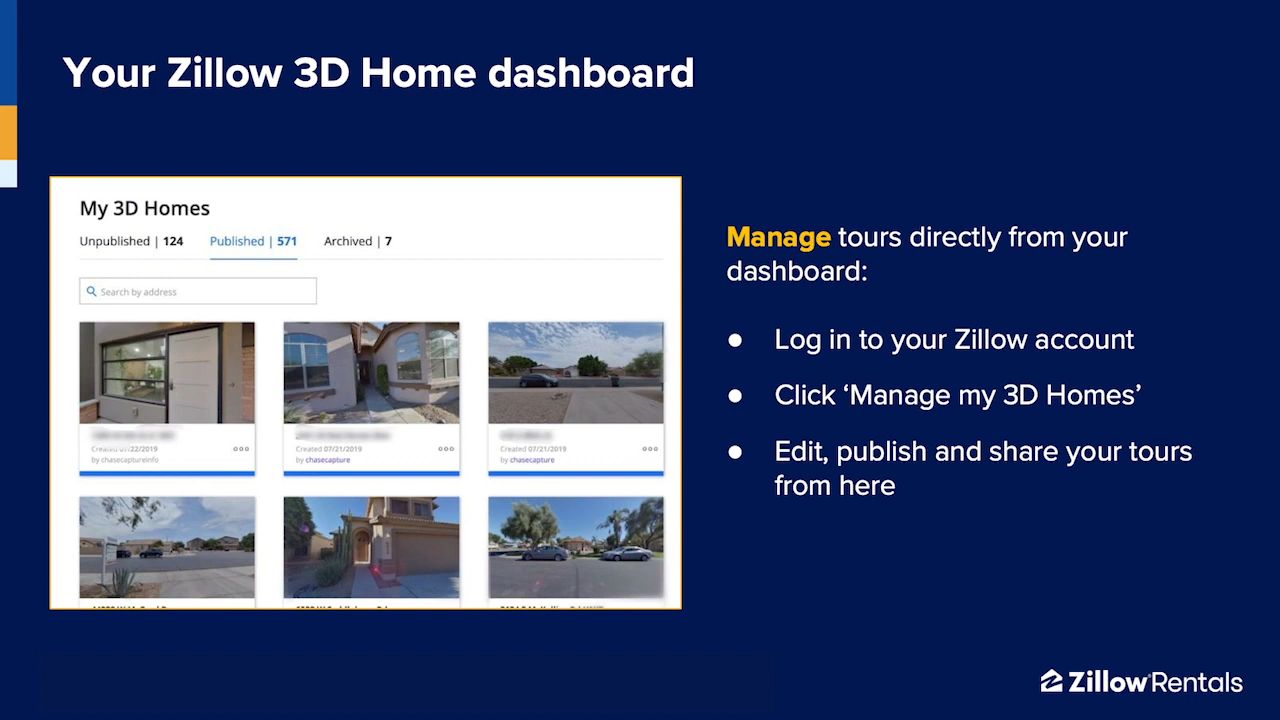 Your Zillow 3D Home dashboard
My 3D Homes
Unpublished | 124 Published | 571 Archived | 7
Search by address
Created 07/22/2019
by chasecaptureinfo
Created 07/21/2019
by chasecapture
Created 07/21/2019
by chasecapture
Manage tours directly from your
dashboard:
● Log in to your Zillow account
● Click ‘Manage my 3D Homes’
● Edit, publish and share your tours
from here
Zillow Rentals